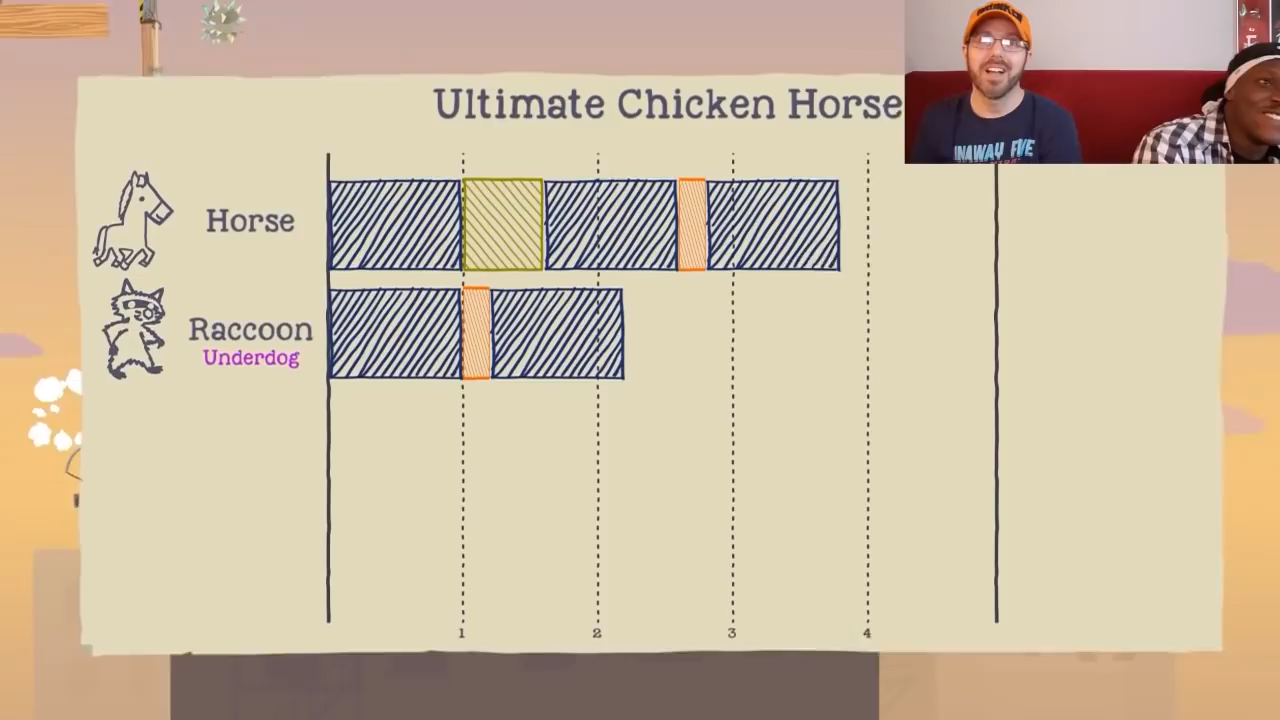 Ultimate Chicken Horse
Horse
Raccoon
Underdog
1 2 3 4